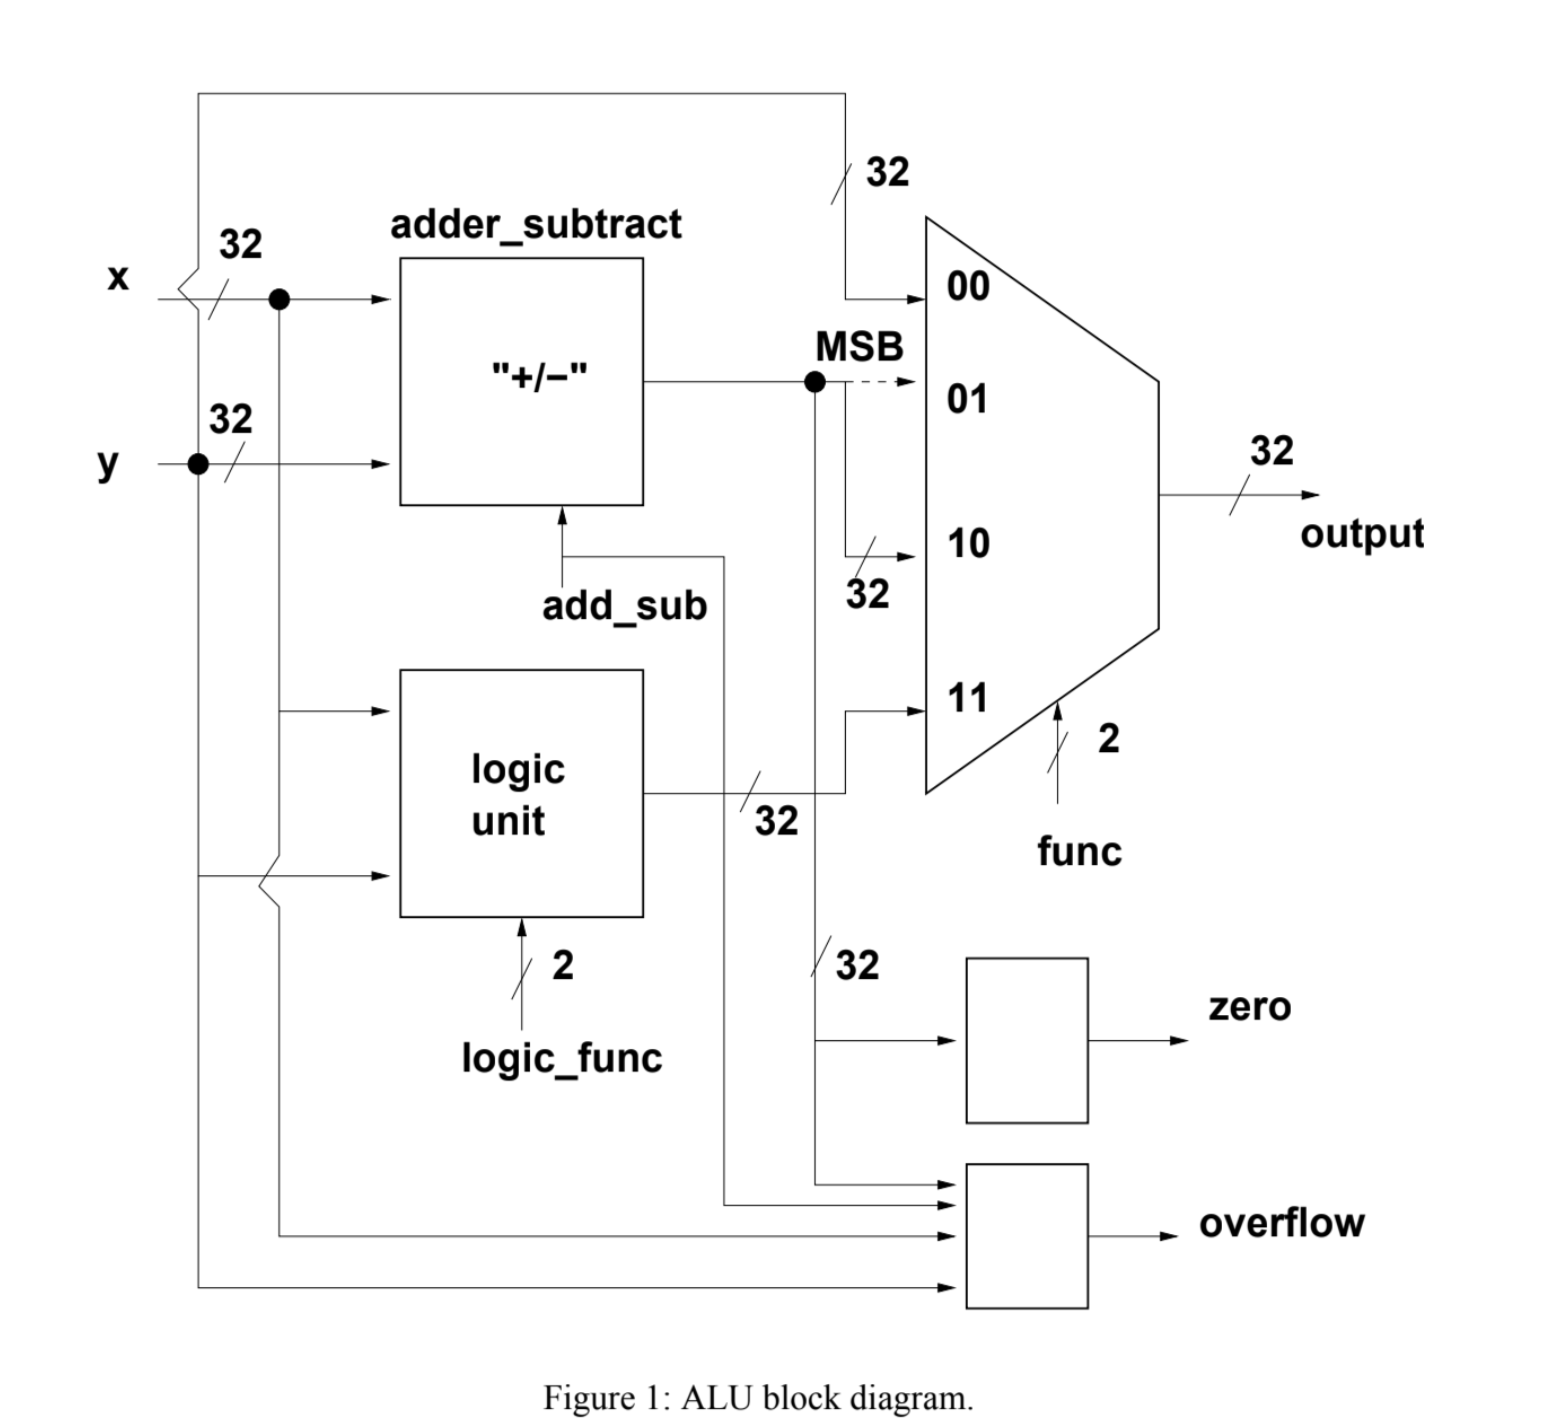 32
adder_subtract
32
x
00
MSB
"+/−"
01
32
y
32
output
10
32
add_sub
11
2
logic
unit
32
func
2
32
zero
logic_func
overflow
Figure 1: ALU block diagram.